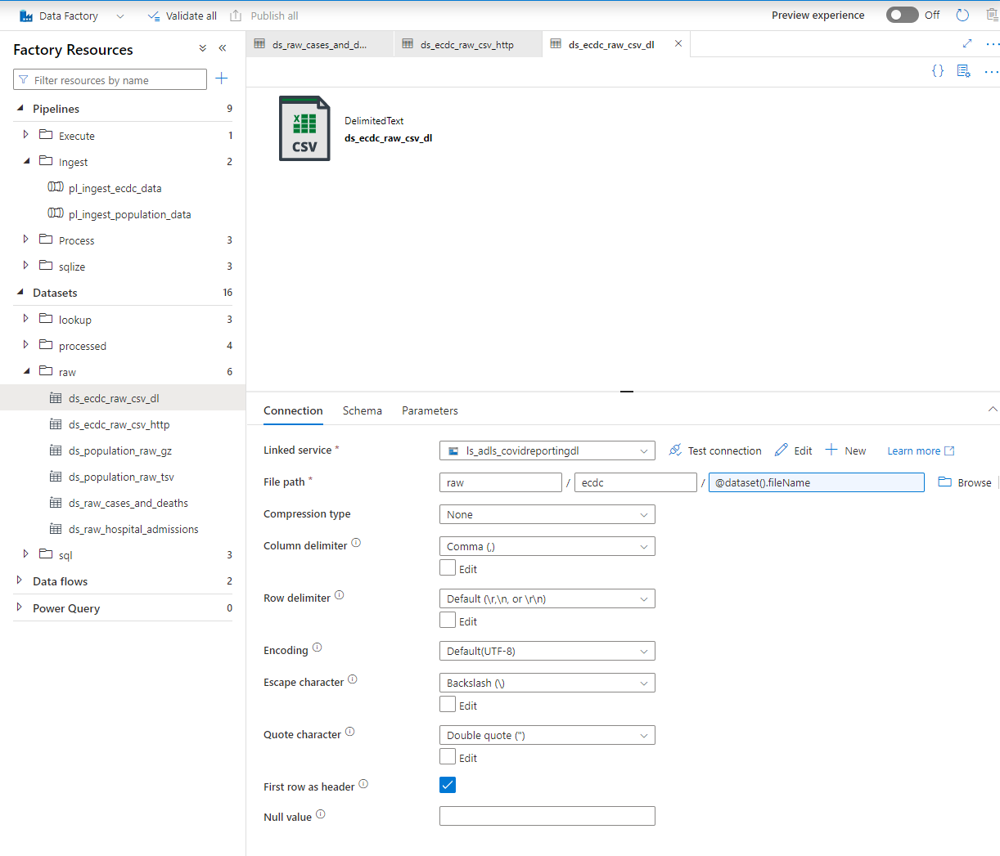 Data Factory
Validate all
Publish all
Preview experience
Off
Factory Resources
Filter resources by name
Pipelines 9
Execute 1
Ingest 2
pl_ingest_ecdc_data
pl_ingest_population_data
Process 3
sqlize 3
Datasets 16
lookup 3
processed 4
raw 6
ds_ecdc_raw_csv_dl
ds_ecdc_raw_csv_http
ds_population_raw_gz
ds_population_raw_tsv
ds_raw_cases_and_deaths
ds_raw_hospital_admissions
sql 3
Data flows 2
Power Query 0
ds_raw_cases_and_d...
ds_ecdc_raw_csv_http
ds_ecdc_raw_csv_dl
{}
X
CSV
DelimitedText
ds_ecdc_raw_csv_dl
Connection Schema Parameters
Linked service * ls_adls_covidreportingdl Test connection Edit New Learn more
File path * raw / ecdc / @dataset().fileName Browse
Compression type None
Column delimiter Comma (,)
Edit
Row delimiter Default (\r,\n, or \r\n)
Edit
Encoding Default(UTF-8)
Escape character Backslash (\)
Edit
Quote character Double quote (")
Edit
First row as header
Null value